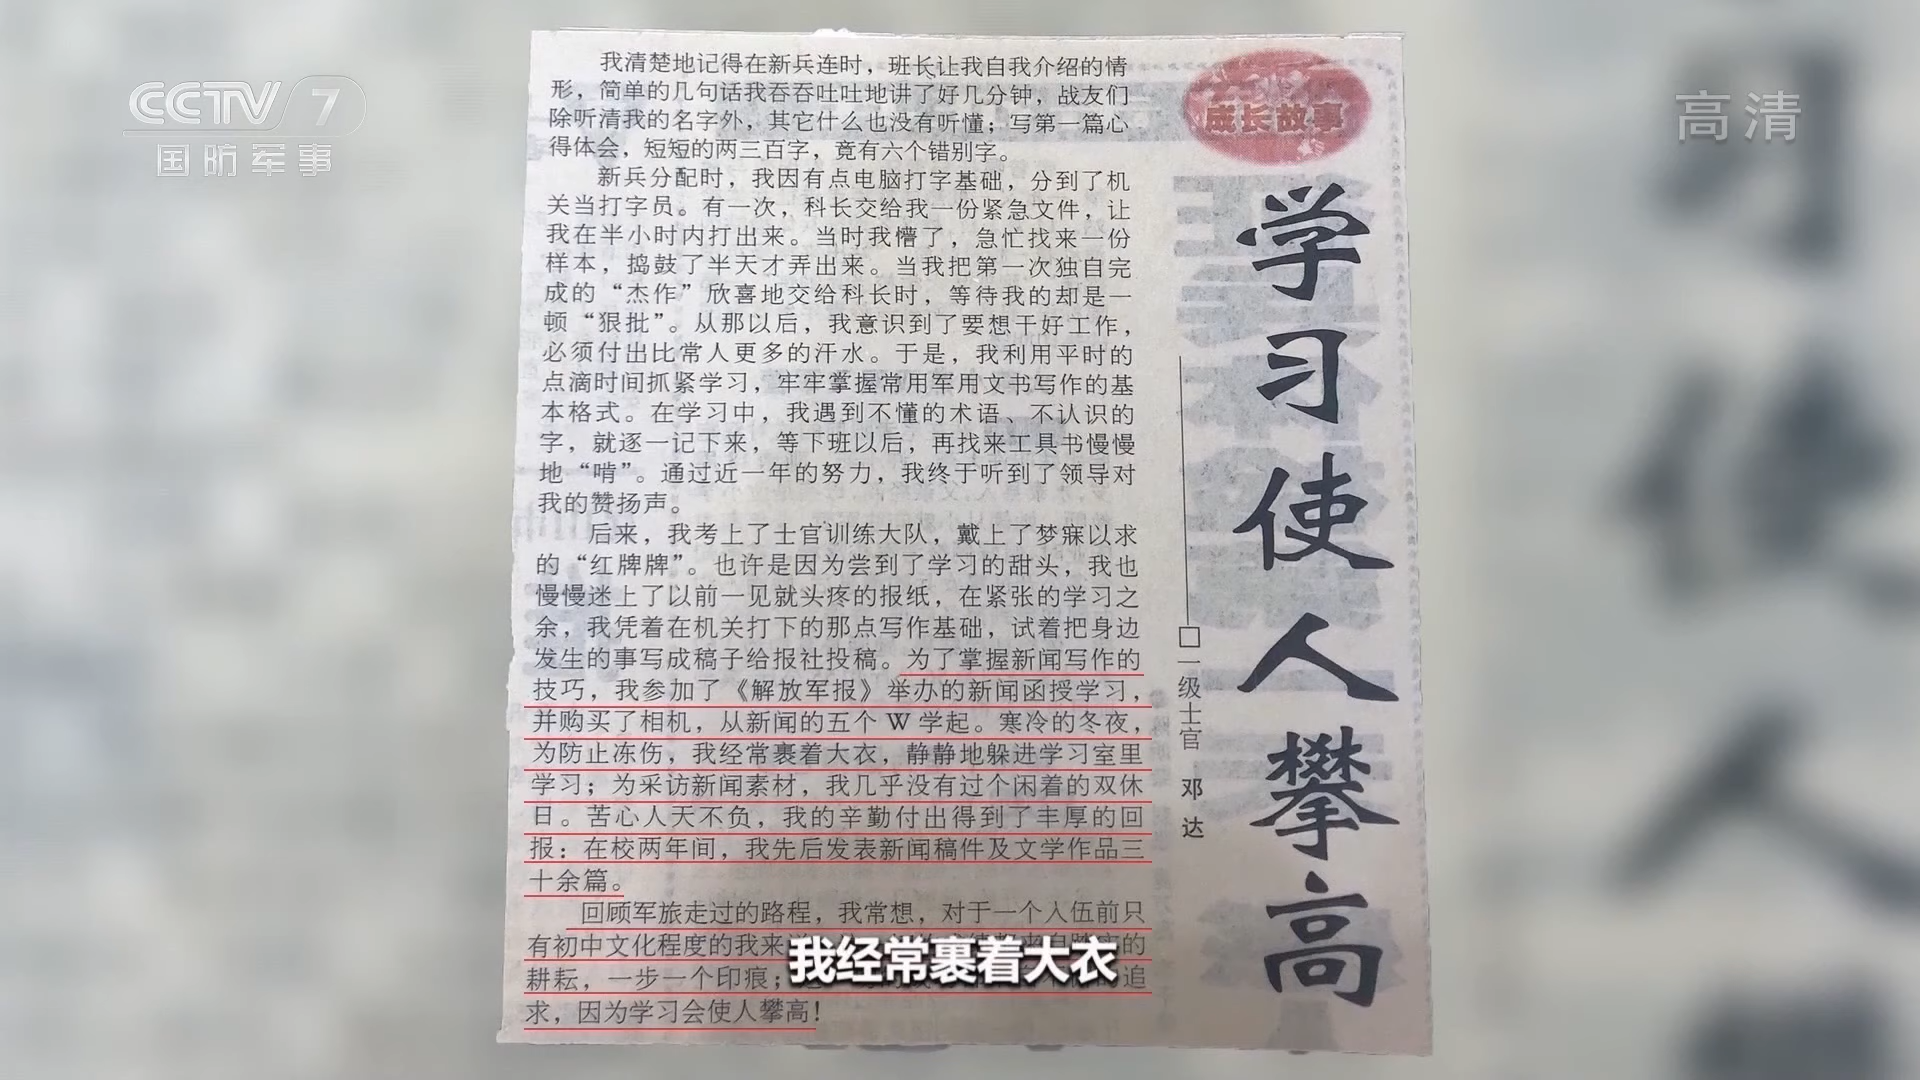 CCTV 7
国防军事
高清
成长故事
学习使人攀高
□一级士官 邓 达
我清楚地记得在新兵连时，班长让我自我介绍的情
形，简单的几句话我吞吞吐吐地讲了好几分钟，战友们
除听清我的名字外，其它什么也没有听懂；写第一篇心
得体会，短短的两三百字，竟有六个错别字。
新兵分配时，我因有点电脑打字基础，分到了机
关当打字员。有一次，科长交给我一份紧急文件，让
我在半小时内打出来。当时我懵了，急忙找来一份
样本，捣鼓了半天才弄出来。当我把第一次独自完
成的“杰作”欣喜地交给科长时，等待我的却是一
顿“狠批”。从那以后，我意识到了要想干好工作，
必须付出比常人更多的汗水。于是，我利用平时的
点滴时间抓紧学习，牢牢掌握常用军用文书写作的基
本格式。在学习中，我遇到不懂的术语、不认识的
字，就逐一记下来，等下班以后，再找来工具书慢慢
地“啃”。通过近一年的努力，我终于听到了领导对
我的赞扬声。
后来，我考上了士官训练大队，戴上了梦寐以求
的“红牌牌”。也许是因为尝到了学习的甜头，我也
慢慢迷上了以前一见就头疼的报纸，在紧张的学习之
余，我凭着在机关打下的那点写作基础，试着把身边
发生的事写成稿子给报社投稿。为了掌握新闻写作的
技巧，我参加了《解放军报》举办的新闻函授学习，
并购买了相机，从新闻的五个W学起。寒冷的冬夜，
为防止冻伤，我经常裹着大衣，静静地躲进学习室里
学习；为采访新闻素材，我几乎没有过个闲着的双休
日。苦心人天不负，我的辛勤付出得到了丰厚的回
报：在校两年间，我先后发表新闻稿件及文学作品三
十余篇。
回顾军旅走过的路程，我常想，对于一个入伍前只
有初中文化程度的我来 的
耕耘，一步一个印痕； 追
求，因为学习会使人攀高！
我经常裹着大衣